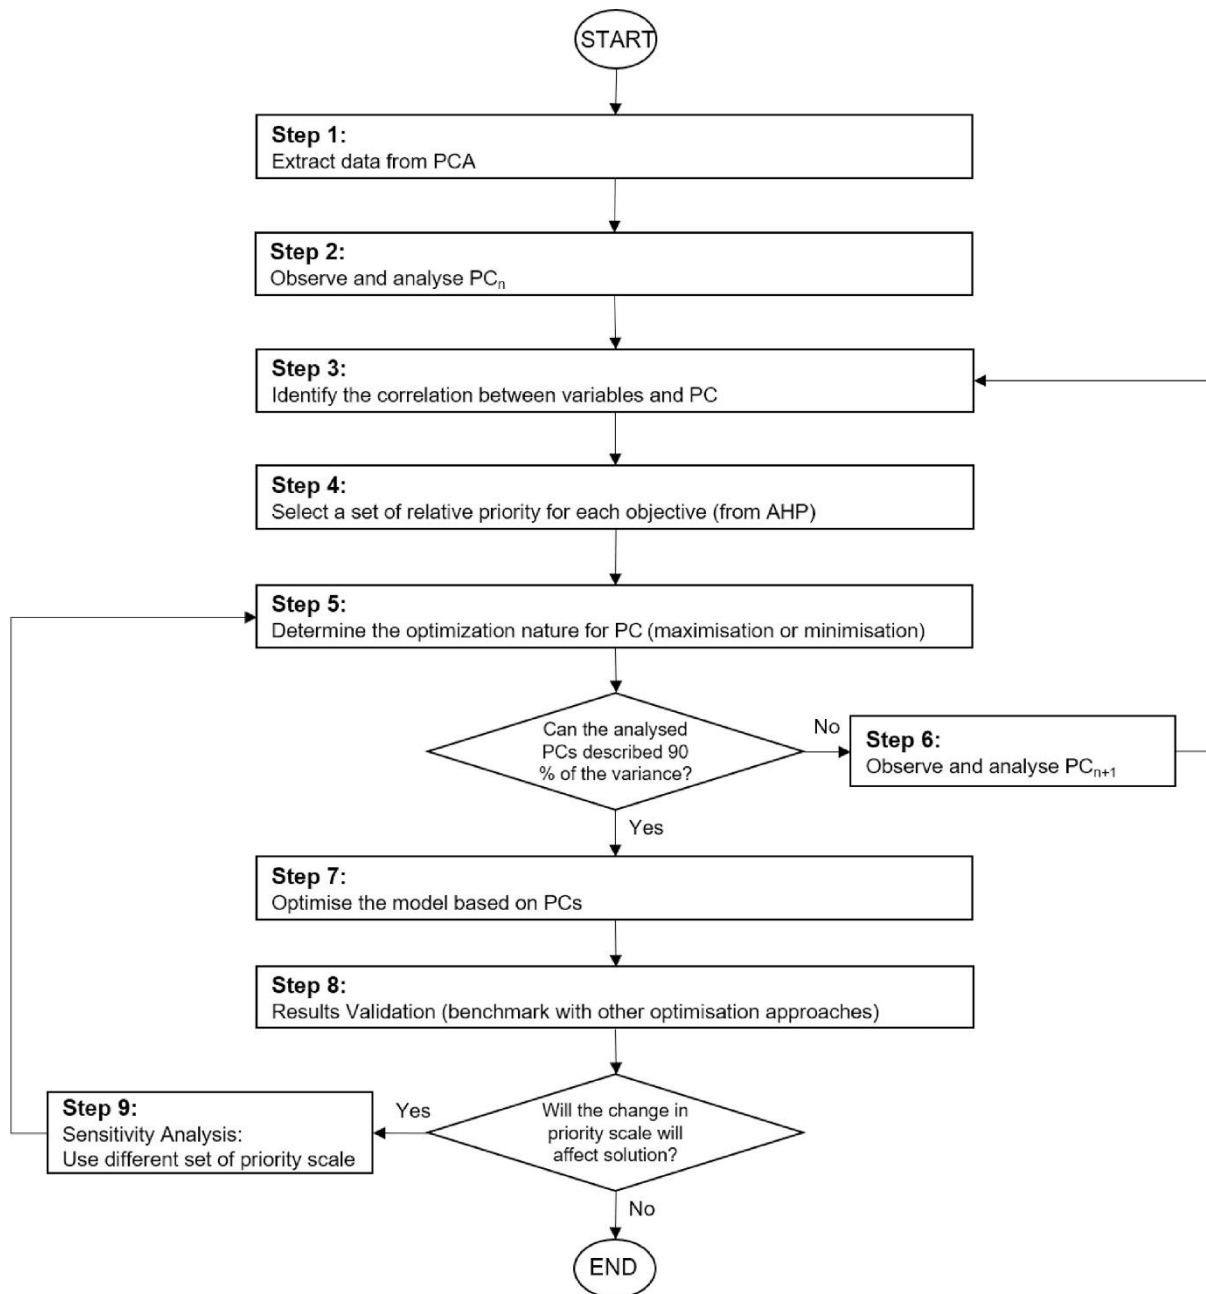 START
Step 1:
Extract data from PCA
Step 2:
Observe and analyse PCₙ
Step 3:
Identify the correlation between variables and PC
Step 4:
Select a set of relative priority for each objective (from AHP)
Step 5:
Determine the optimization nature for PC (maximisation or minimisation)
Can the analysed
PCs described 90
% of the variance?
No
Step 6:
Observe and analyse PCₙ₊₁
Yes
Step 7:
Optimise the model based on PCs
Step 8:
Results Validation (benchmark with other optimisation approaches)
Will the change in
priority scale will
affect solution?
Yes
Step 9:
Sensitivity Analysis:
Use different set of priority scale
No
END